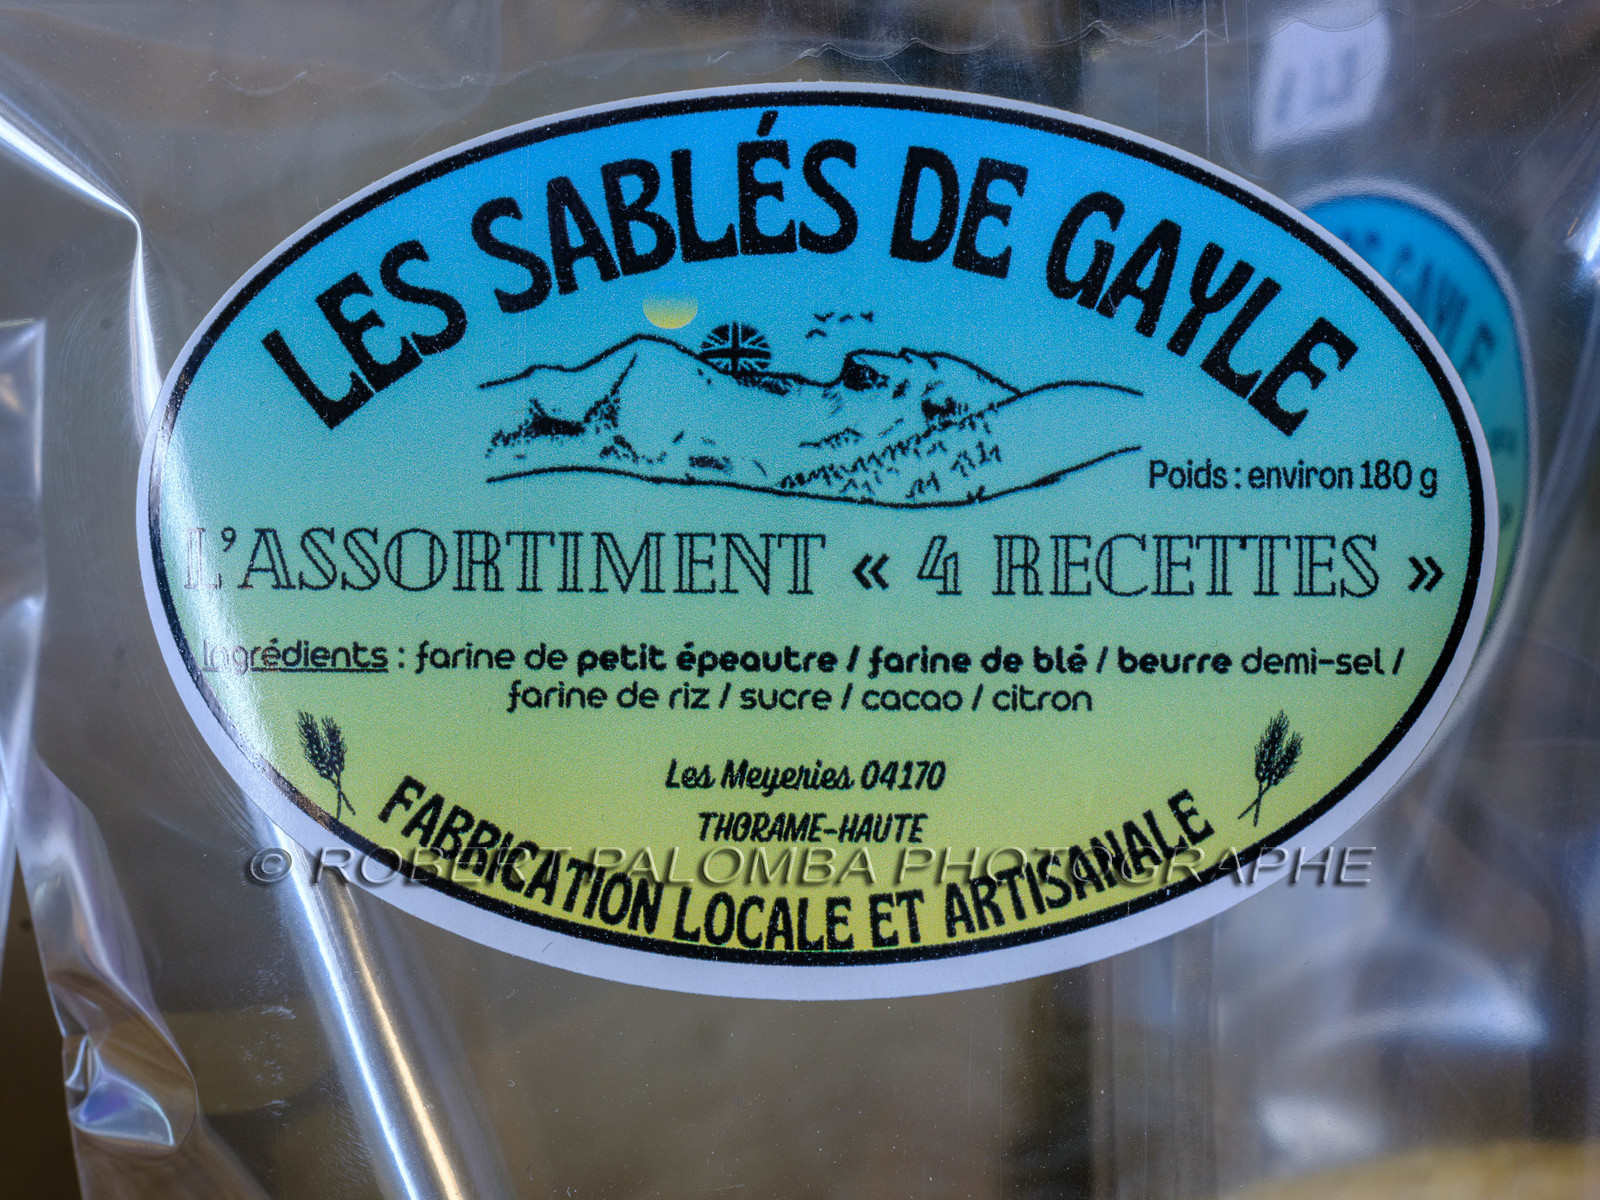 LES SABLÉS DE GAYLE
Poids : environ 180 g
L'ASSORTIMENT « 4 RECETTES »
Ingrédients : farine de petit épeautre / farine de blé / beurre demi-sel /
farine de riz / sucre / cacao / citron
Les Meyeries 04170
THORAME-HAUTE
FABRICATION LOCALE ET ARTISANALE
© ROBERT PALOMBA PHOTOGRAPHE